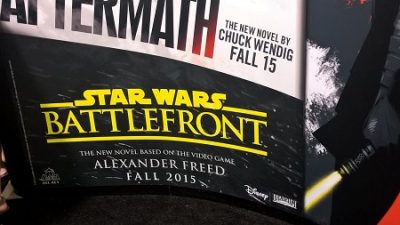 AFTERMATH
THE NEW NOVEL BY
CHUCK WENDIG
FALL 15
STAR WARS
BATTLEFRONT
THE NEW NOVEL BASED ON THE VIDEO GAME
ALEXANDER FREED
FALL 2015
Disney